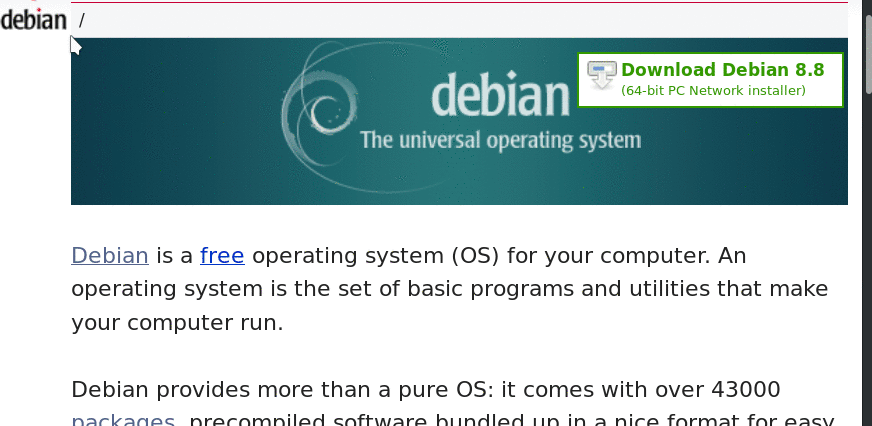 debian /
debian
The universal operating system
Download Debian 8.8
(64-bit PC Network installer)
Debian is a free operating system (OS) for your computer. An
operating system is the set of basic programs and utilities that make
your computer run.
Debian provides more than a pure OS: it comes with over 43000
packages, precompiled software bundled up in a nice format for easy